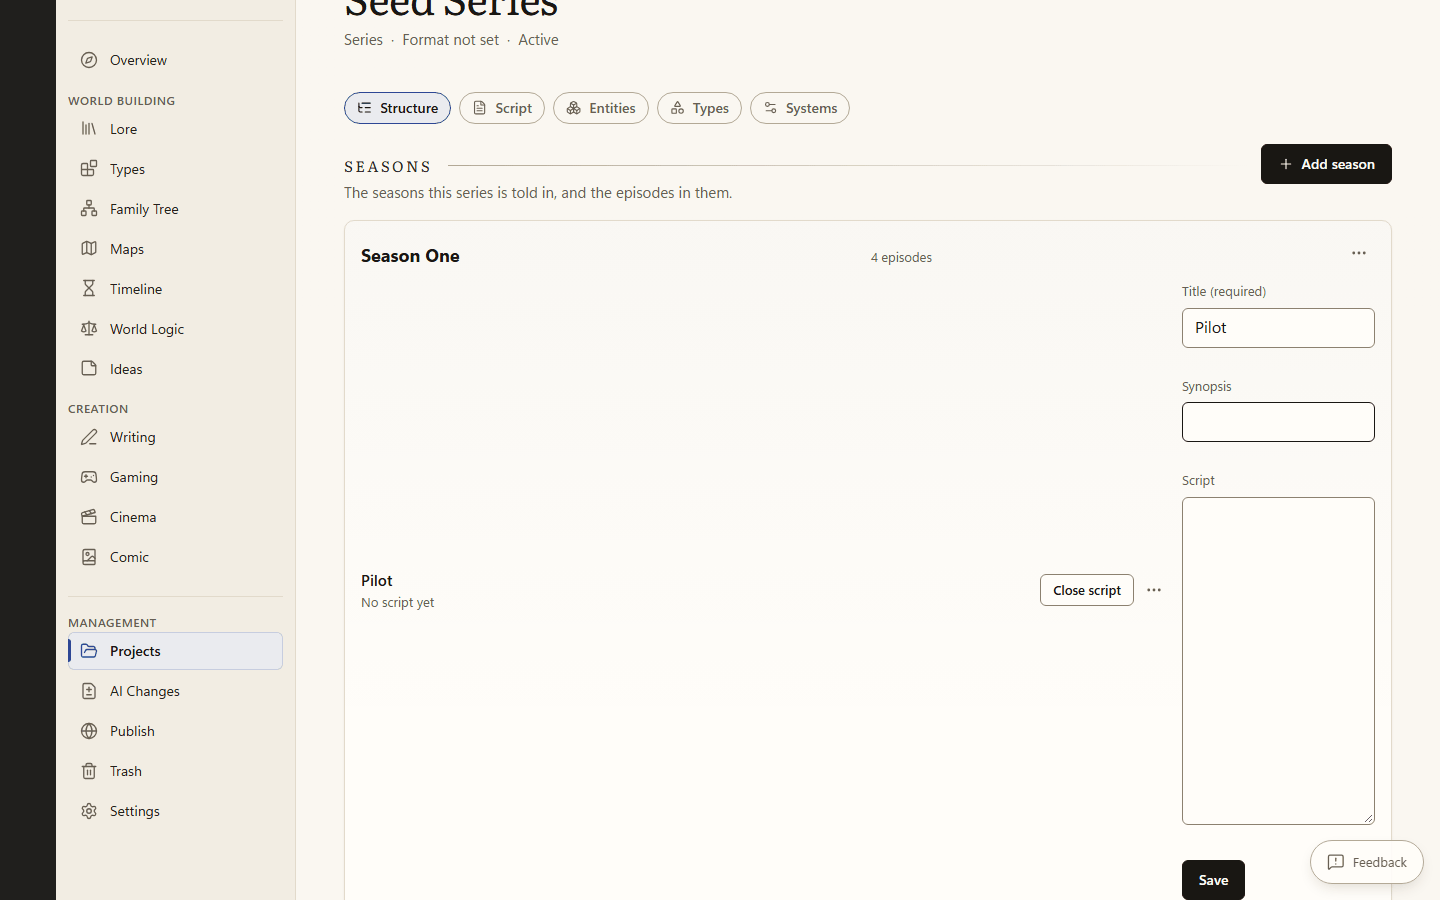 Seed Series
Series · Format not set · Active
Overview
WORLD BUILDING
Lore
Types
Family Tree
Maps
Timeline
World Logic
Ideas
CREATION
Writing
Gaming
Cinema
Comic
MANAGEMENT
Projects
AI Changes
Publish
Trash
Settings
Structure
Script
Entities
Types
Systems
SEASONS
Add season
The seasons this series is told in, and the episodes in them.
Season One
4 episodes
Title (required)
Pilot
Synopsis
Script
Pilot
No script yet
Close script
Save
Feedback